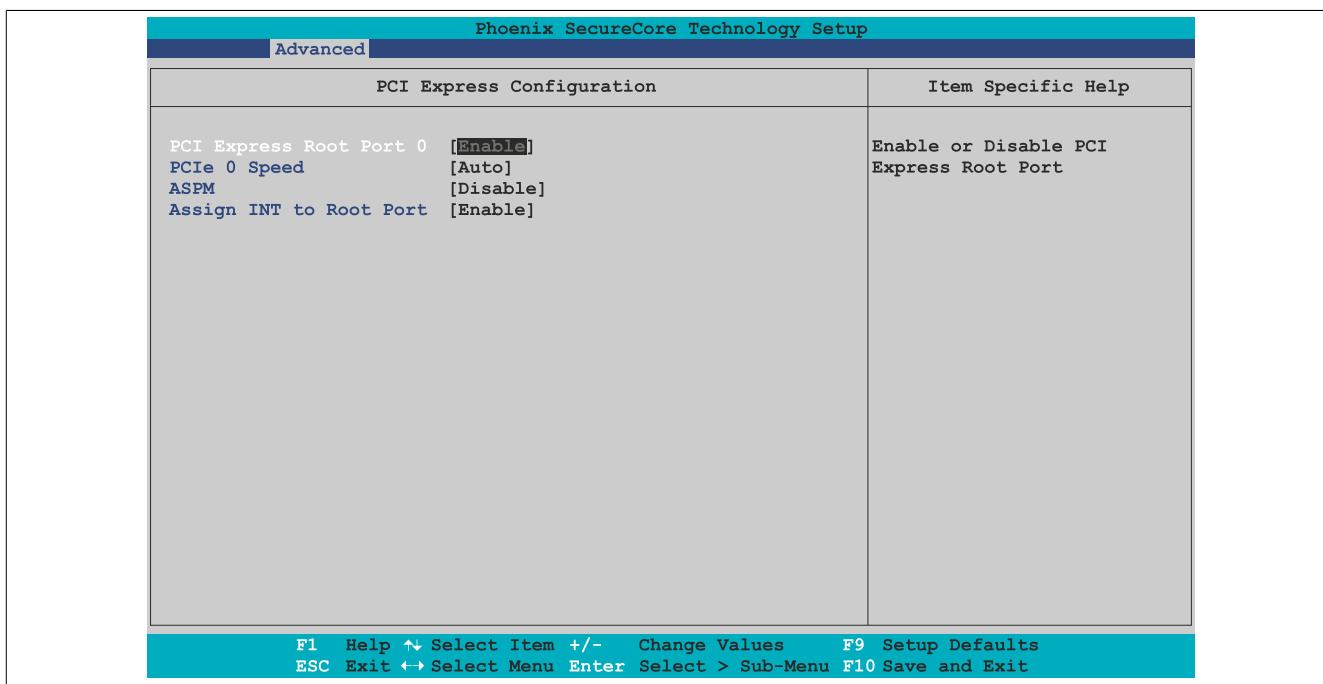 Phoenix SecureCore Technology Setup
Advanced
PCI Express Configuration
Item Specific Help
PCI Express Root Port 0 [Enable]
PCIe 0 Speed [Auto]
ASPM [Disable]
Assign INT to Root Port [Enable]
Enable or Disable PCI
Express Root Port
F1 Help ↑↓ Select Item +/- Change Values F9 Setup Defaults
ESC Exit ←→ Select Menu Enter Select > Sub-Menu F10 Save and Exit